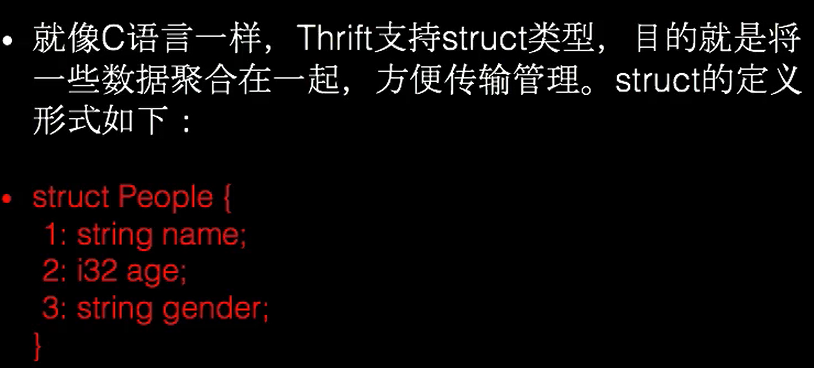 • 就像C语言一样，Thrift支持struct类型，目的就是将
一些数据聚合在一起，方便传输管理。struct的定义
形式如下：
• struct People {
1: string name;
2: i32 age;
3: string gender;
}